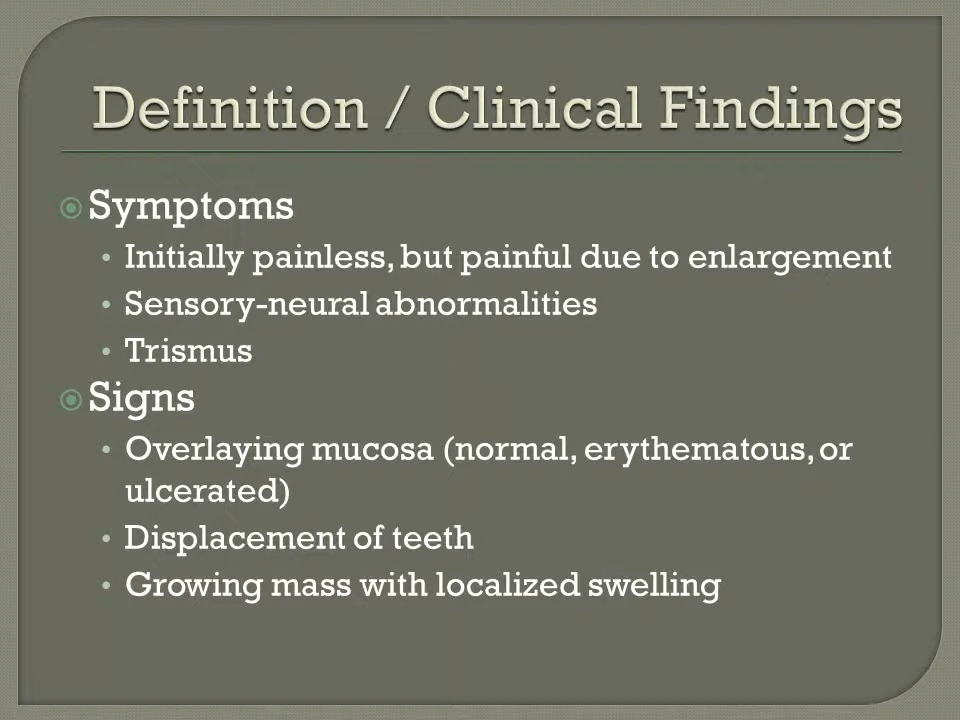 Definition / Clinical Findings
Symptoms
Initially painless, but painful due to enlargement
Sensory-neural abnormalities
Trismus
Signs
Overlaying mucosa (normal, erythematous, or
ulcerated)
Displacement of teeth
Growing mass with localized swelling